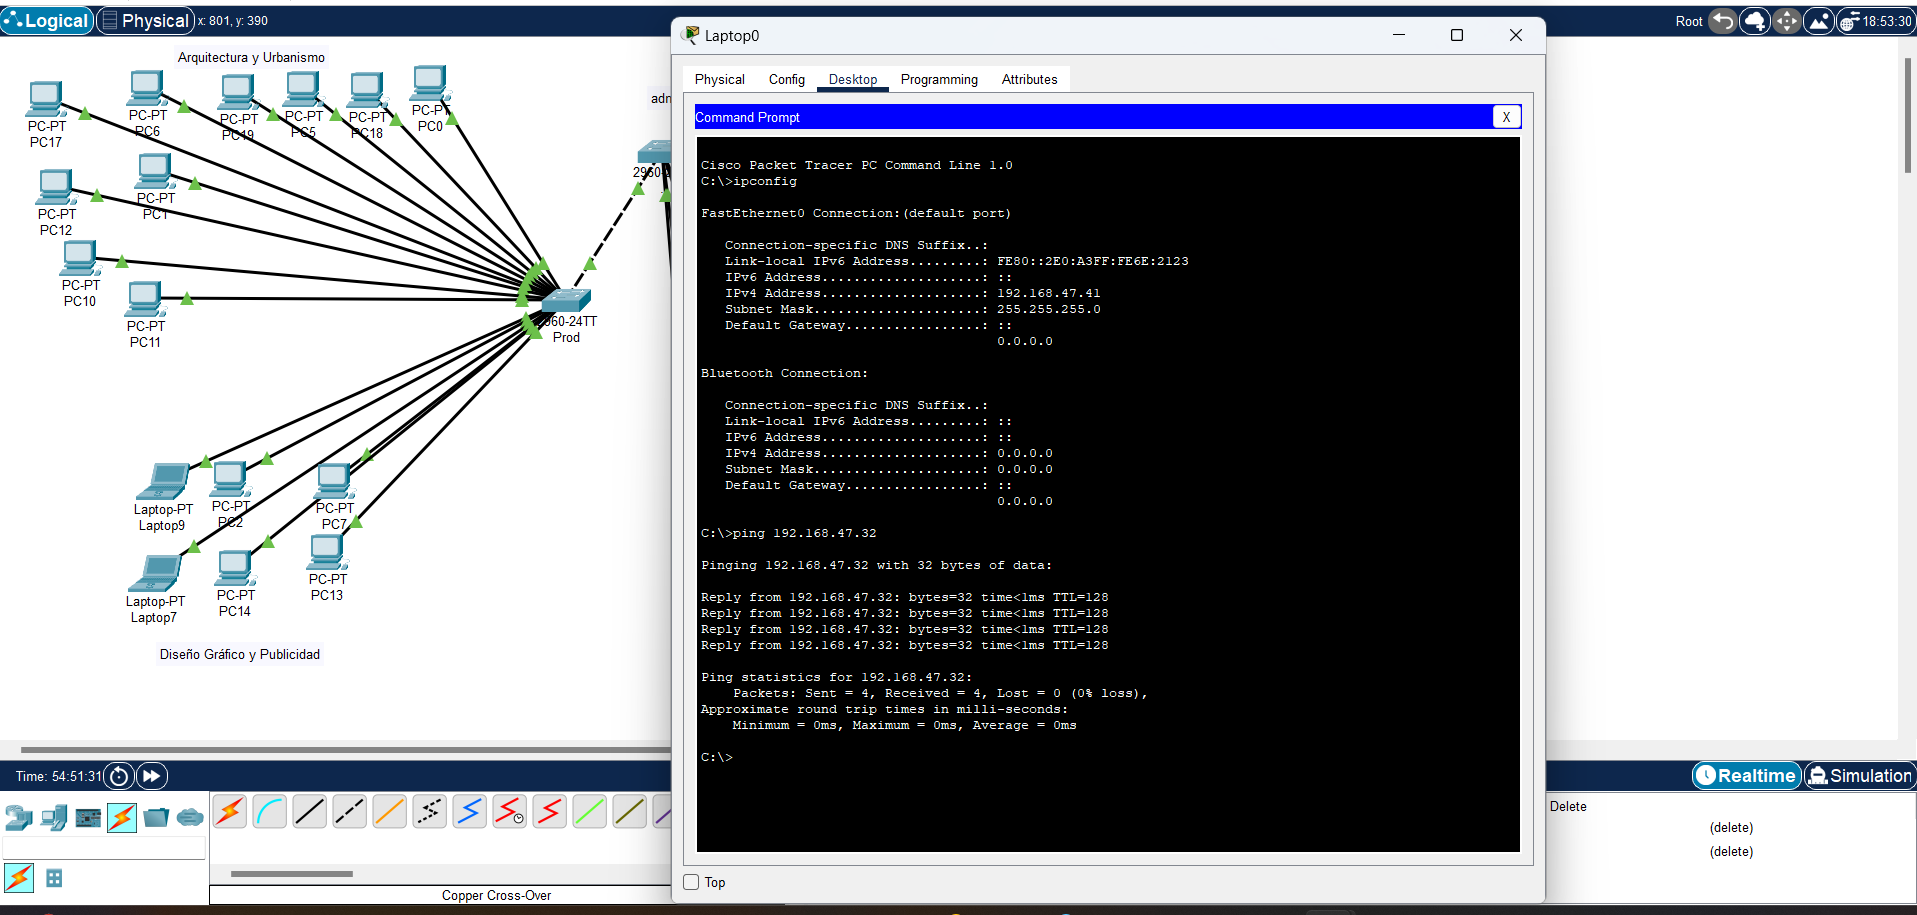 Logical
Physical
x: 801, y: 390
Root
18:53:30
Arquitectura y Urbanismo
PC-PT
PC17
PC-PT
PC6
PC-PT
PC19
PC-PT
PC5
PC-PT
PC18
PC-PT
PC0
PC-PT
PC12
PC-PT
PC1
PC-PT
PC10
PC-PT
PC11
adm
2960-2
960-24TT
Prod
Laptop-PT
Laptop9
PC-PT
PC2
PC-PT
PC7
Laptop-PT
Laptop7
PC-PT
PC14
PC-PT
PC13
Diseño Gráfico y Publicidad
Laptop0
Physical
Config
Desktop
Programming
Attributes
Command Prompt
X
Cisco Packet Tracer PC Command Line 1.0
C:\>ipconfig
FastEthernet0 Connection:(default port)
Connection-specific DNS Suffix..:
Link-local IPv6 Address.........: FE80::2E0:A3FF:FE6E:2123
IPv6 Address....................: ::
IPv4 Address....................: 192.168.47.41
Subnet Mask.....................: 255.255.255.0
Default Gateway.................: ::
0.0.0.0
Bluetooth Connection:
Connection-specific DNS Suffix..:
Link-local IPv6 Address.........: ::
IPv6 Address....................: ::
IPv4 Address....................: 0.0.0.0
Subnet Mask.....................: 0.0.0.0
Default Gateway.................: ::
0.0.0.0
C:\>ping 192.168.47.32
Pinging 192.168.47.32 with 32 bytes of data:
Reply from 192.168.47.32: bytes=32 time<1ms TTL=128
Reply from 192.168.47.32: bytes=32 time<1ms TTL=128
Reply from 192.168.47.32: bytes=32 time<1ms TTL=128
Reply from 192.168.47.32: bytes=32 time<1ms TTL=128
Ping statistics for 192.168.47.32:
Packets: Sent = 4, Received = 4, Lost = 0 (0% loss),
Approximate round trip times in milli-seconds:
Minimum = 0ms, Maximum = 0ms, Average = 0ms
C:\>
Top
Time: 54:51:31
Realtime
Simulation
Copper Cross-Over
Delete
(delete)
(delete)